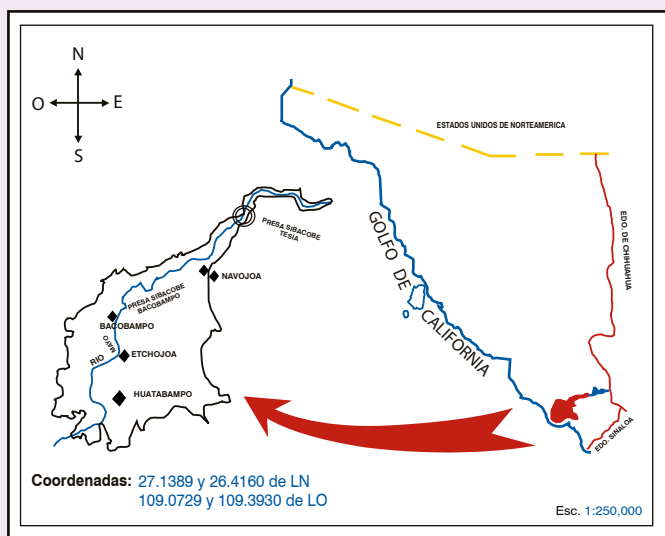 N
O E
S
ESTADOS UNIDOS DE NORTEAMERICA
EDO. DE CHIHUAHUA
GOLFO DE CALIFORNIA
PRESA SIBACOBE
TESIA
NAVOJOA
PRESA SIBACOBE
BACOBAMPO
BACOBAMPO
RIO MAYO
ETCHOJOA
HUATABAMPO
EDO. SINALOA
Coordenadas: 27.1389 y 26.4160 de LN
109.0729 y 109.3930 de LO
Esc. 1:250,000